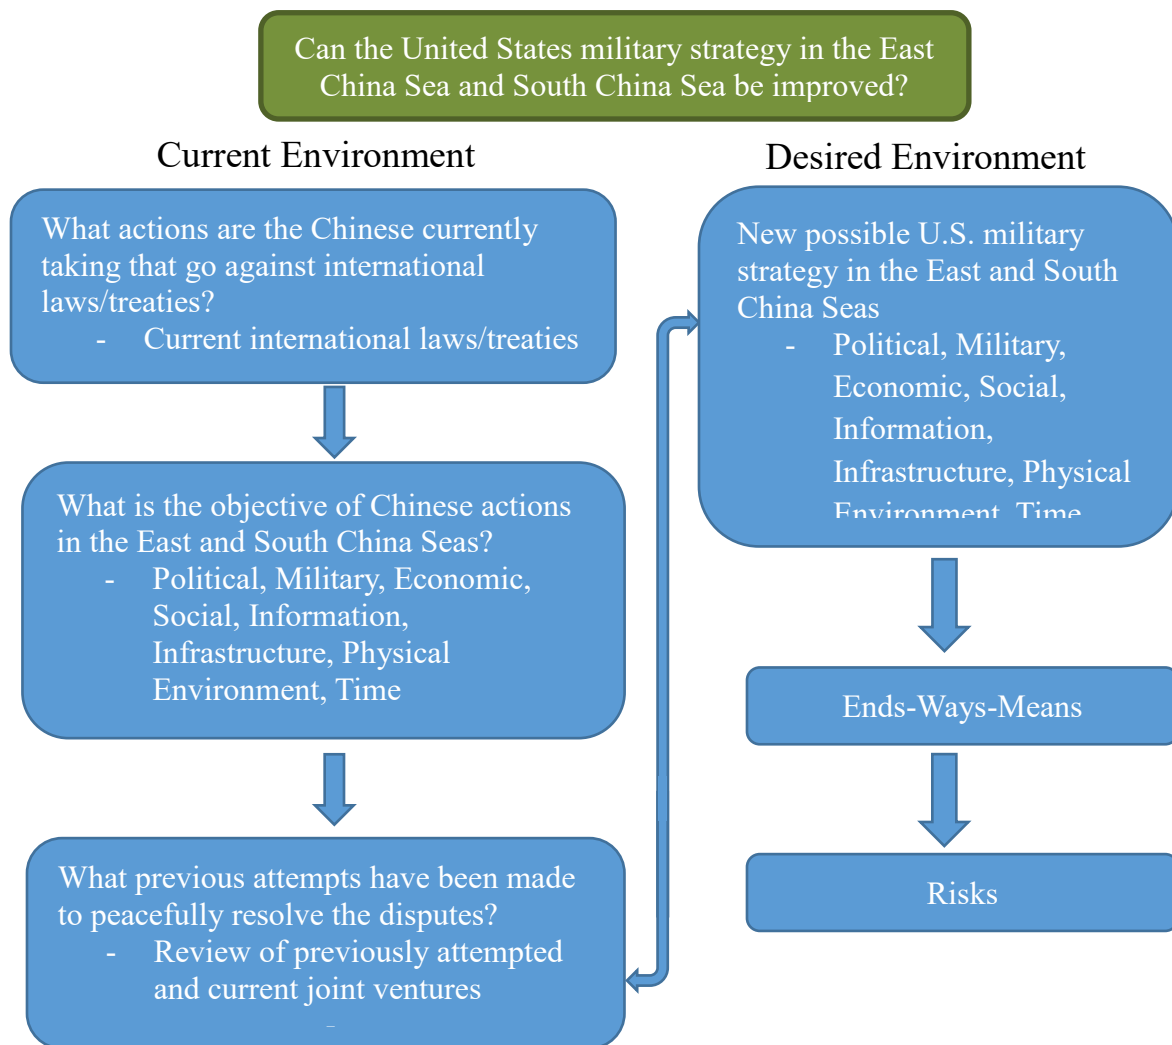 Can the United States military strategy in the East
China Sea and South China Sea be improved?
Current Environment
What actions are the Chinese currently
taking that go against international
laws/treaties?
- Current international laws/treaties
What is the objective of Chinese actions
in the East and South China Seas?
- Political, Military, Economic,
Social, Information,
Infrastructure, Physical
Environment, Time
What previous attempts have been made
to peacefully resolve the disputes?
- Review of previously attempted
and current joint ventures
Desired Environment
New possible U.S. military
strategy in the East and South
China Seas
- Political, Military,
Economic, Social,
Information,
Infrastructure, Physical
Environment, Time
Ends-Ways-Means
Risks